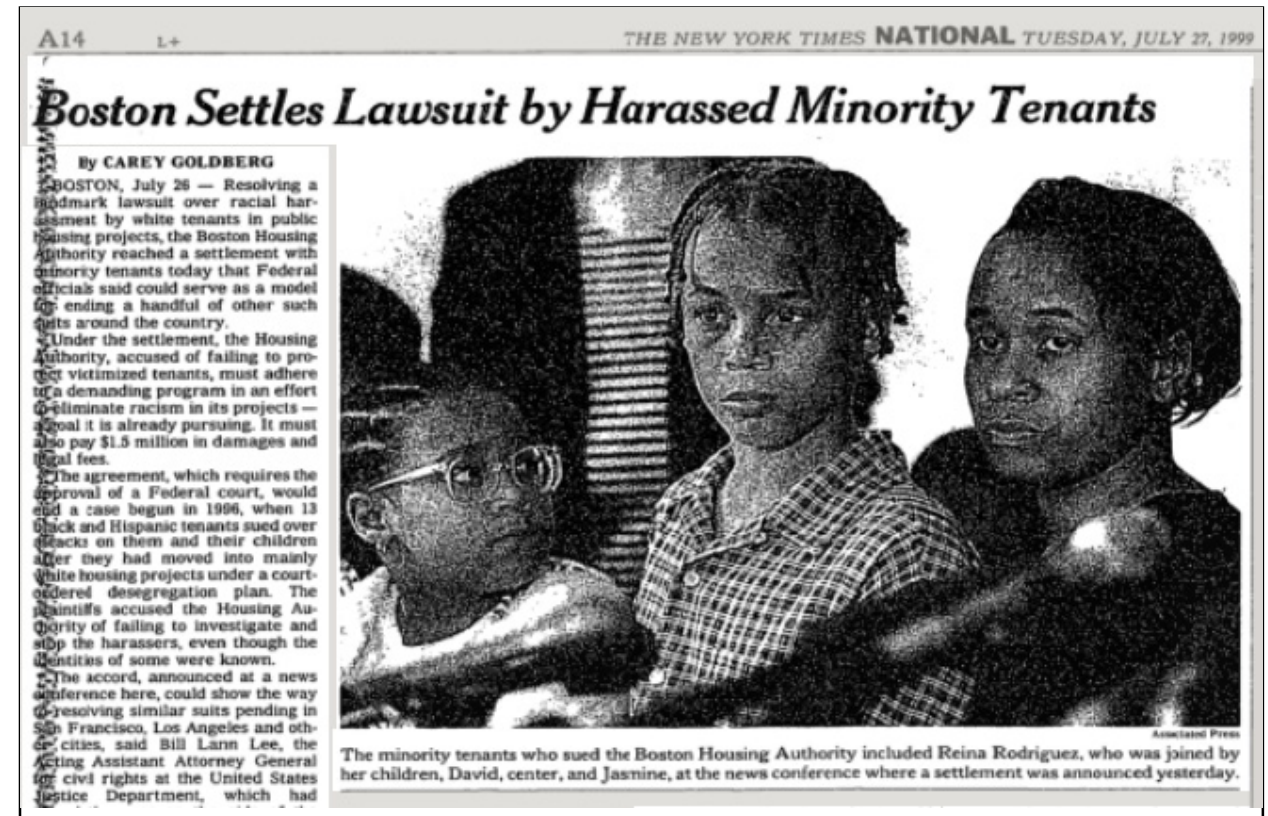 A14
L+
THE NEW YORK TIMES NATIONAL TUESDAY, JULY 27, 1999
Boston Settles Lawsuit by Harassed Minority Tenants
By CAREY GOLDBERG
BOSTON, July 26 — Resolving a
landmark lawsuit over racial har-
assment by white tenants in public
housing projects, the Boston Housing
Authority reached a settlement with
minority tenants today that Federal
officials said could serve as a model
for ending a handful of other such
suits around the country.
Under the settlement, the Housing
Authority, accused of failing to pro-
tect victimized tenants, must adhere
to a demanding program in an effort
to eliminate racism in its projects —
a goal it is already pursuing. It must
also pay $1.5 million in damages and
legal fees.
The agreement, which requires the
approval of a Federal court, would
end a case begun in 1996, when 13
black and Hispanic tenants sued over
attacks on them and their children
after they had moved into mainly
white housing projects under a court-
ordered desegregation plan. The
plaintiffs accused the Housing Au-
thority of failing to investigate and
stop the harassers, even though the
identities of some were known.
The accord, announced at a news
conference here, could show the way
to resolving similar suits pending in
San Francisco, Los Angeles and oth-
er cities, said Bill Lann Lee, the
Acting Assistant Attorney General
for civil rights at the United States
Justice Department, which had
Associated Press
The minority tenants who sued the Boston Housing Authority included Reina Rodriguez, who was joined by
her children, David, center, and Jasmine, at the news conference where a settlement was announced yesterday.